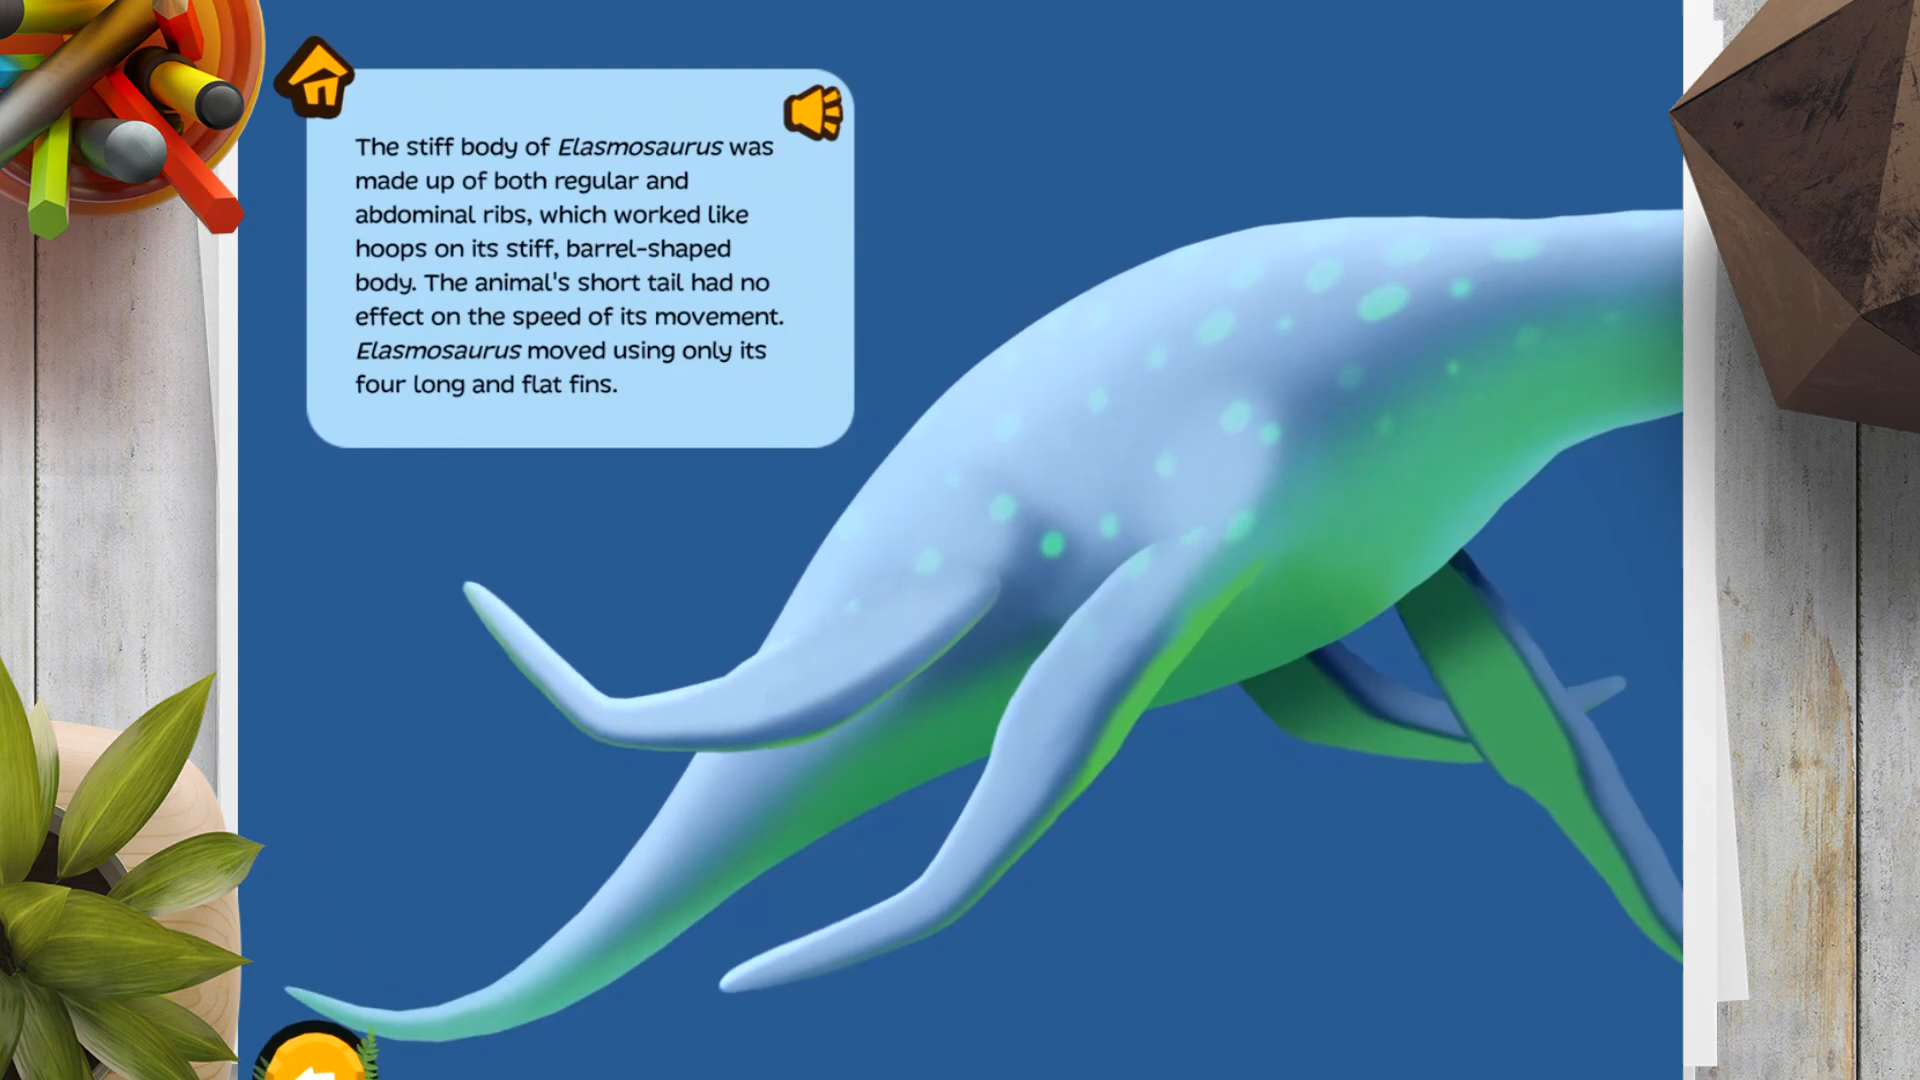 The stiff body of Elasmosaurus was
made up of both regular and
abdominal ribs, which worked like
hoops on its stiff, barrel-shaped
body. The animal's short tail had no
effect on the speed of its movement.
Elasmosaurus moved using only its
four long and flat fins.